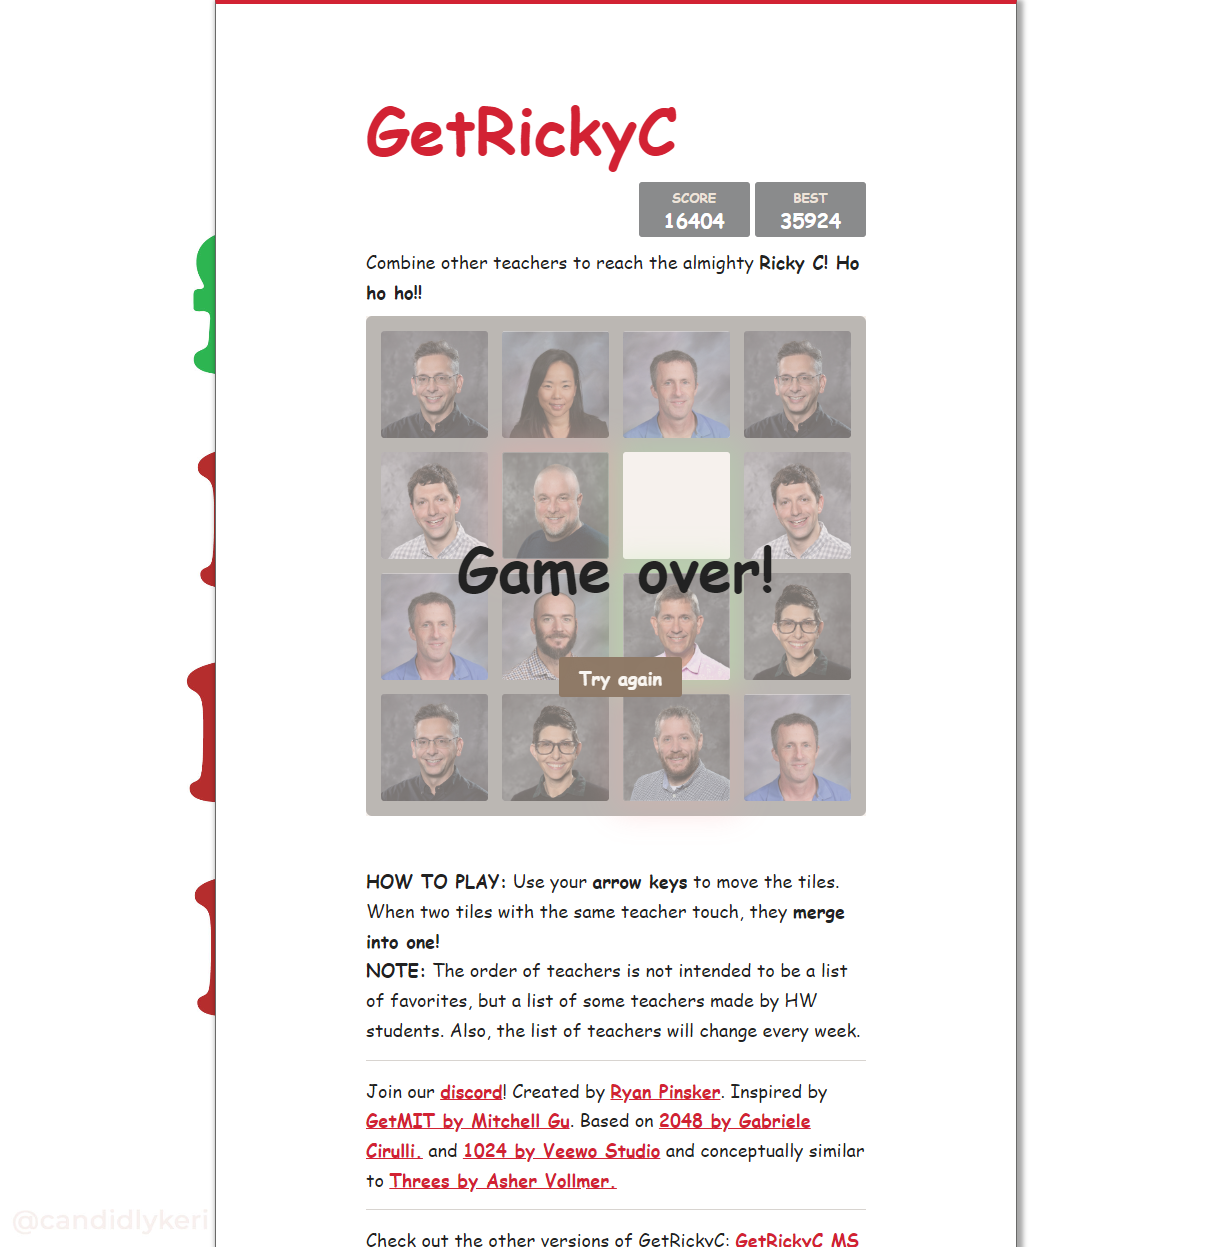 GetRickyC
SCORE
16404
BEST
35924
Combine other teachers to reach the almighty Ricky C! Ho
ho ho!!
Game over!
Try again
HOW TO PLAY: Use your arrow keys to move the tiles.
When two tiles with the same teacher touch, they merge
into one!
NOTE: The order of teachers is not intended to be a list
of favorites, but a list of some teachers made by HW
students. Also, the list of teachers will change every week.
Join our discord! Created by Ryan Pinsker. Inspired by
GetMIT by Mitchell Gu. Based on 2048 by Gabriele
Cirulli. and 1024 by Veewo Studio and conceptually similar
to Threes by Asher Vollmer.
@candidlykeri
Check out the other versions of GetRickyC: GetRickyC MS